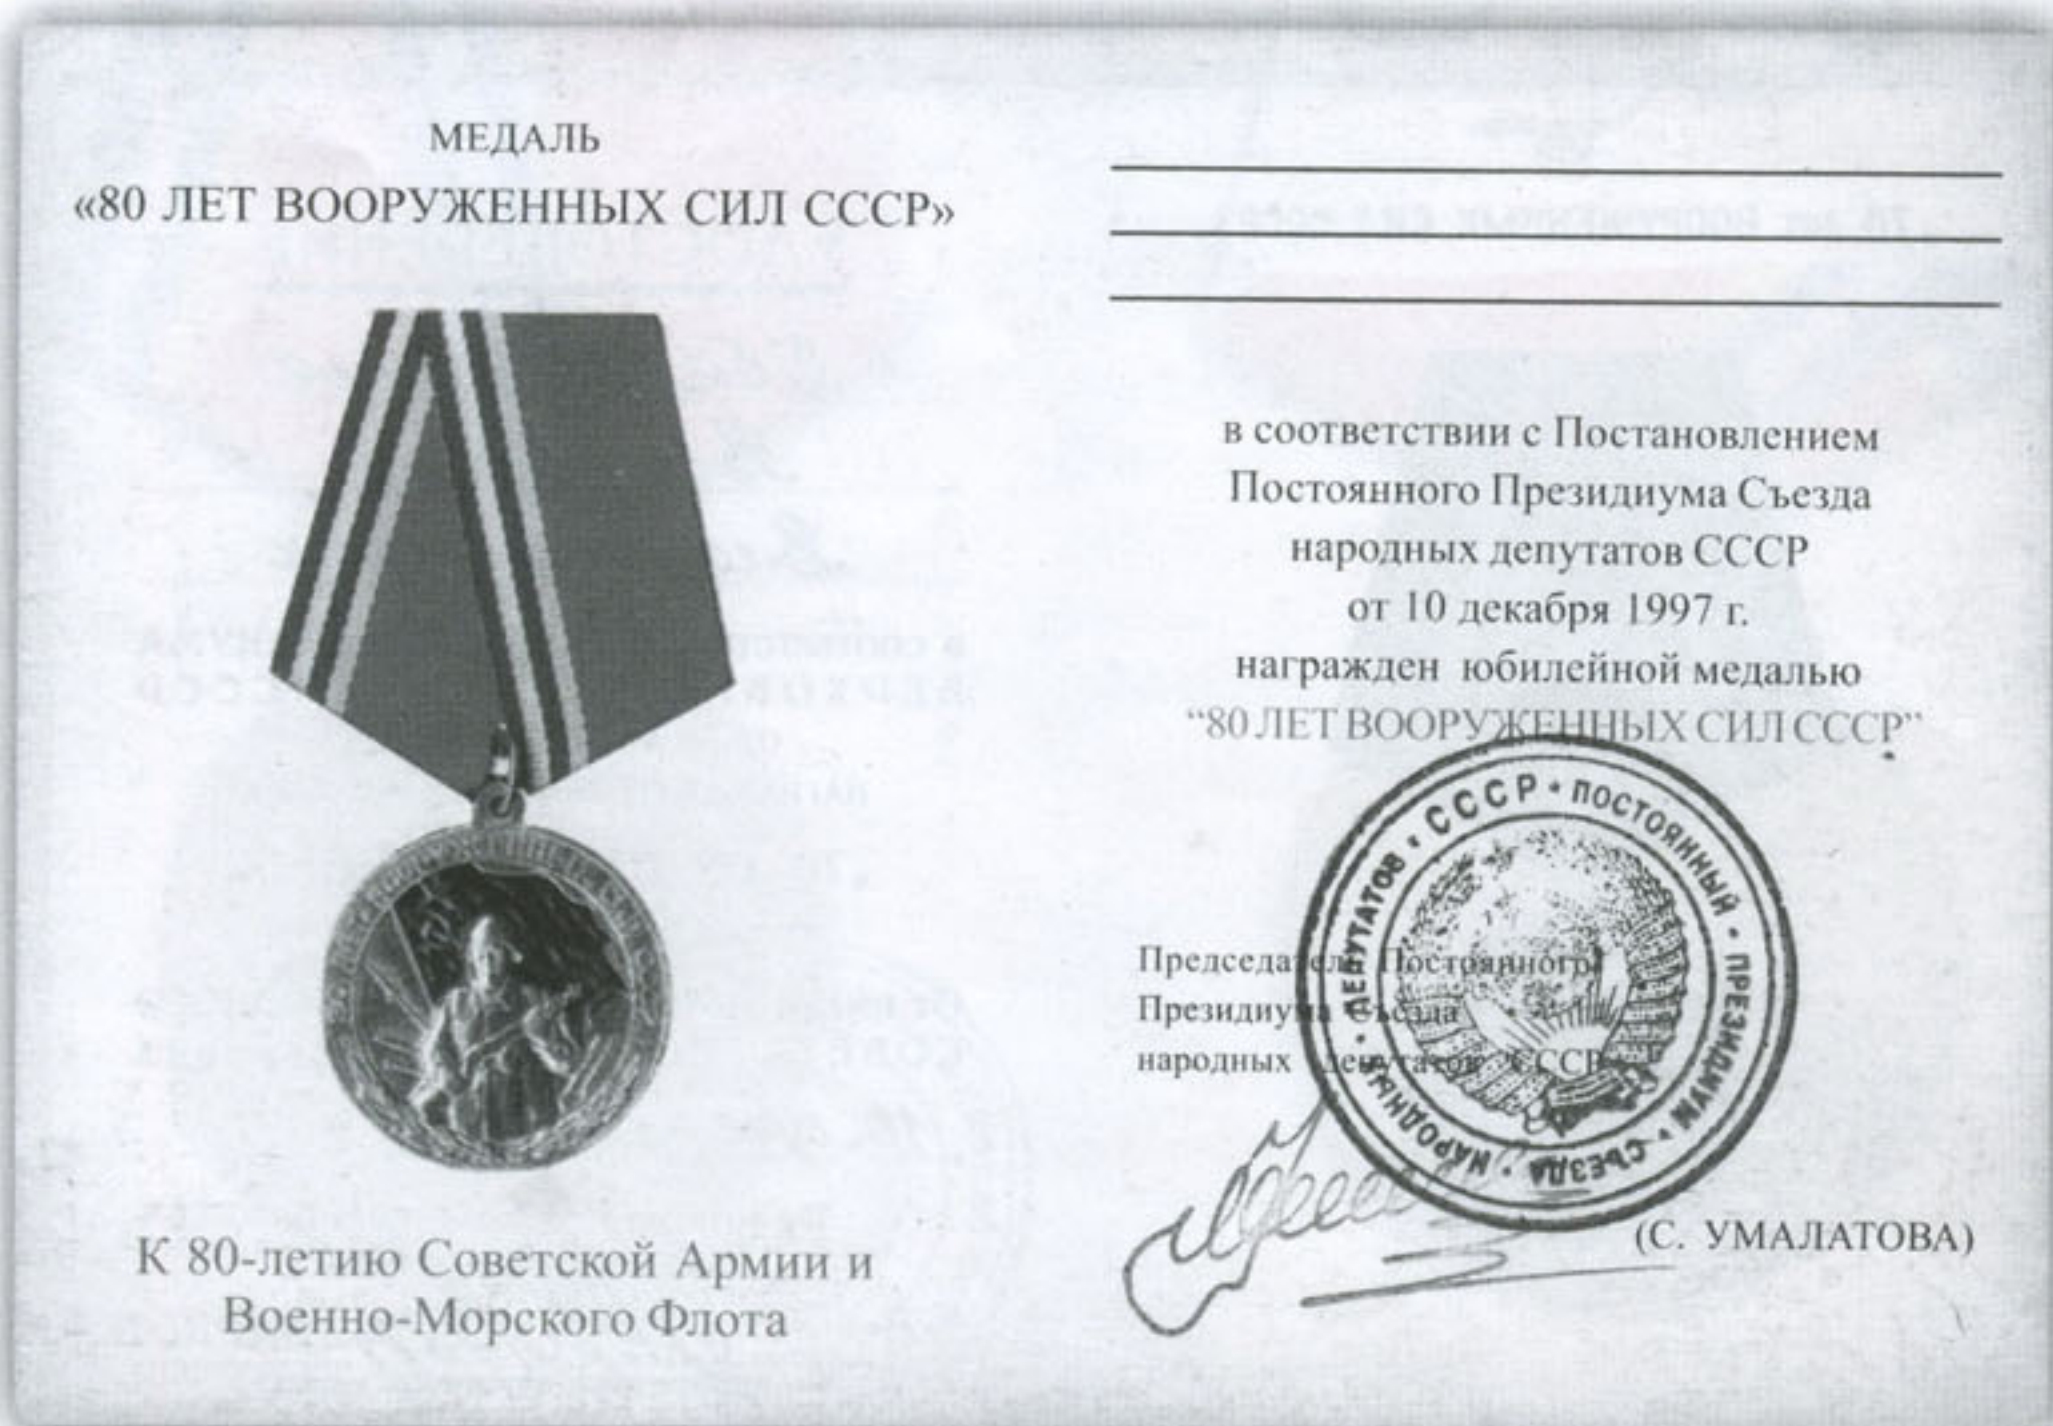 МЕДАЛЬ
«80 ЛЕТ ВООРУЖЕННЫХ СИЛ СССР»
К 80-летию Советской Армии и
Военно-Морского Флота
в соответствии с Постановлением
Постоянного Президиума Съезда
народных депутатов СССР
от 10 декабря 1997 г.
награжден юбилейной медалью
“80 ЛЕТ ВООРУЖЕННЫХ СИЛ СССР”
Председатель Постоянного
Президиума Съезда
народных депутатов СССР
СССР • ПОСТОЯННЫЙ • ПРЕЗИДИУМ • СЪЕЗДА • НАРОДНЫХ • ДЕПУТАТОВ •
(С. УМАЛАТОВА)